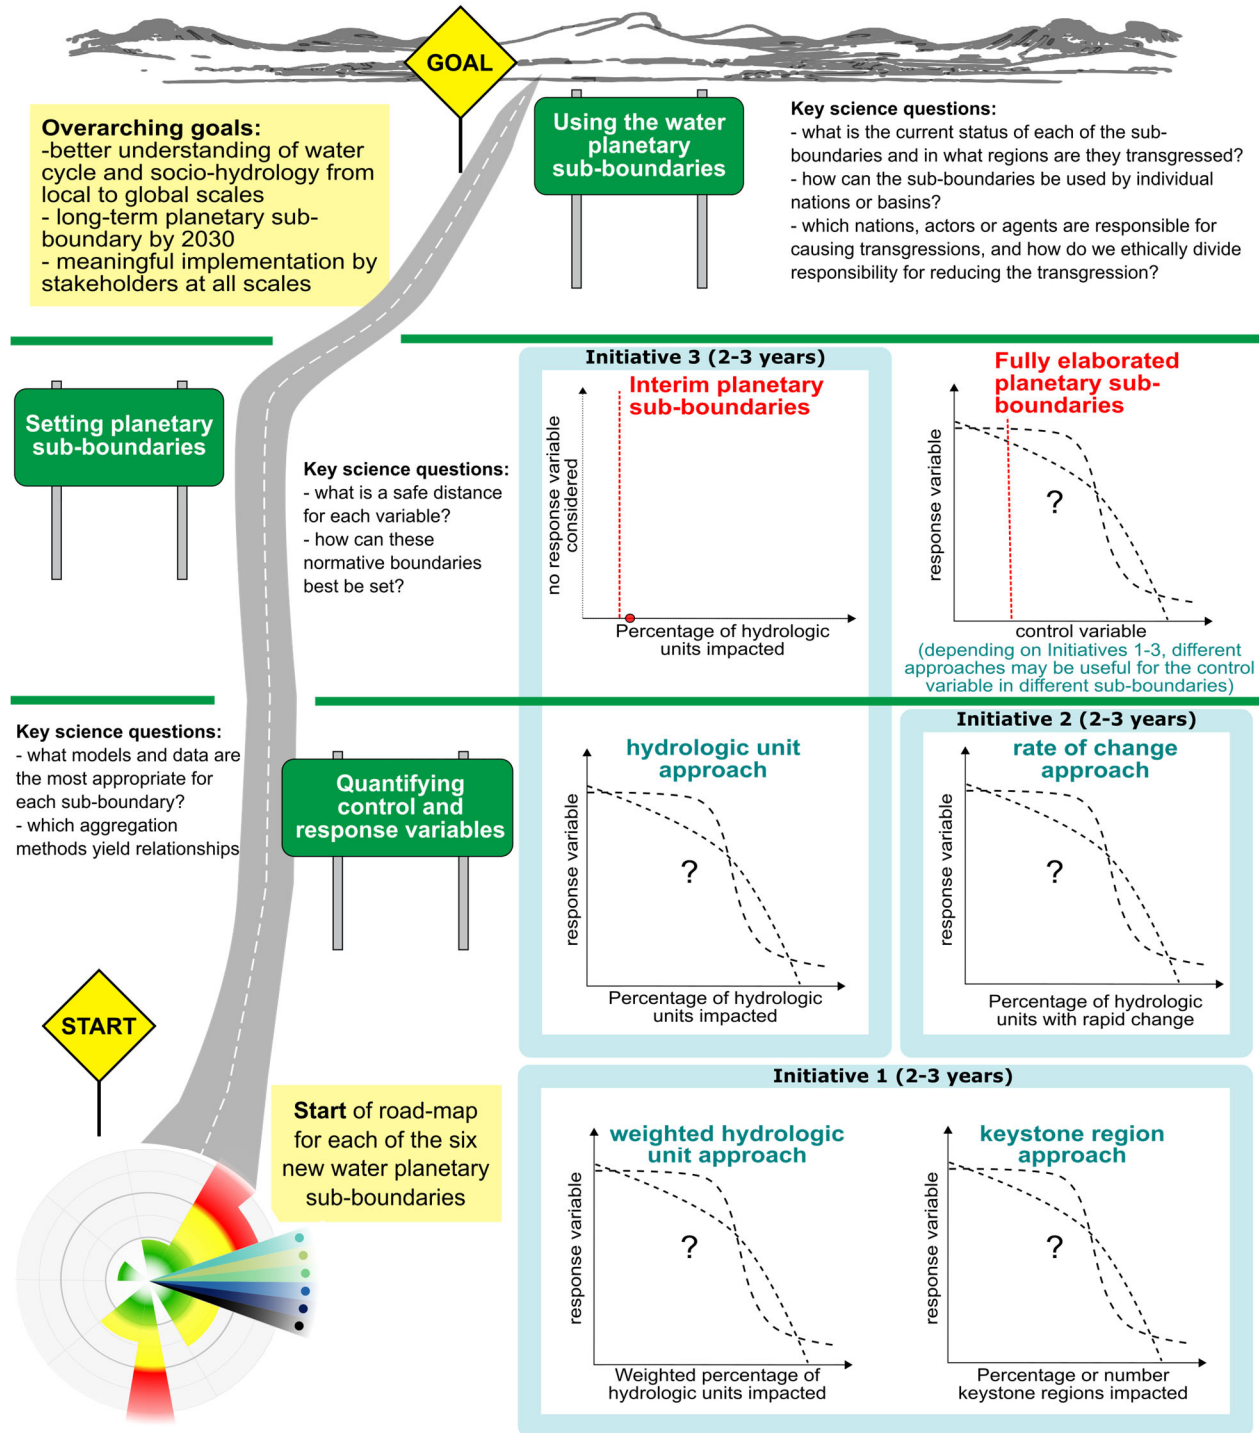 GOAL
Overarching goals:
-better understanding of water
cycle and socio-hydrology from
local to global scales
- long-term planetary sub-
boundary by 2030
- meaningful implementation by
stakeholders at all scales
Using the water
planetary
sub-boundaries
Key science questions:
- what is the current status of each of the sub-
boundaries and in what regions are they transgressed?
- how can the sub-boundaries be used by individual
nations or basins?
- which nations, actors or agents are responsible for
causing transgressions, and how do we ethically divide
responsibility for reducing the transgression?
Setting planetary
sub-boundaries
Key science questions:
- what is a safe distance
for each variable?
- how can these
normative boundaries
best be set?
Initiative 3 (2-3 years)
Interim planetary
sub-boundaries
no response variable
considered
Percentage of hydrologic
units impacted
Fully elaborated
planetary sub-
boundaries
response variable
?
control variable
(depending on Initiatives 1-3, different
approaches may be useful for the control
variable in different sub-boundaries)
Key science questions:
- what models and data are
the most appropriate for
each sub-boundary?
- which aggregation
methods yield relationships
Quantifying
control and
response variables
hydrologic unit
approach
response variable
?
Percentage of hydrologic
units impacted
Initiative 2 (2-3 years)
rate of change
approach
response variable
?
Percentage of hydrologic
units with rapid change
START
Start of road-map
for each of the six
new water planetary
sub-boundaries
Initiative 1 (2-3 years)
weighted hydrologic
unit approach
response variable
?
Weighted percentage of
hydrologic units impacted
keystone region
approach
response variable
?
Percentage or number
keystone regions impacted